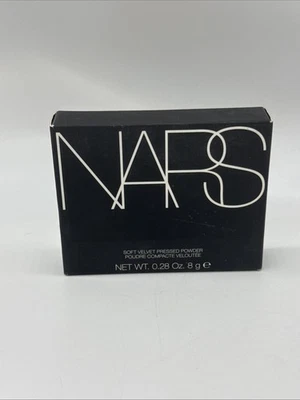 NARS
SOFT VELVET PRESSED POWDER
POUDRE COMPACTE VELOUTÉE
NET WT. 0.28 Oz. 8 g ℮